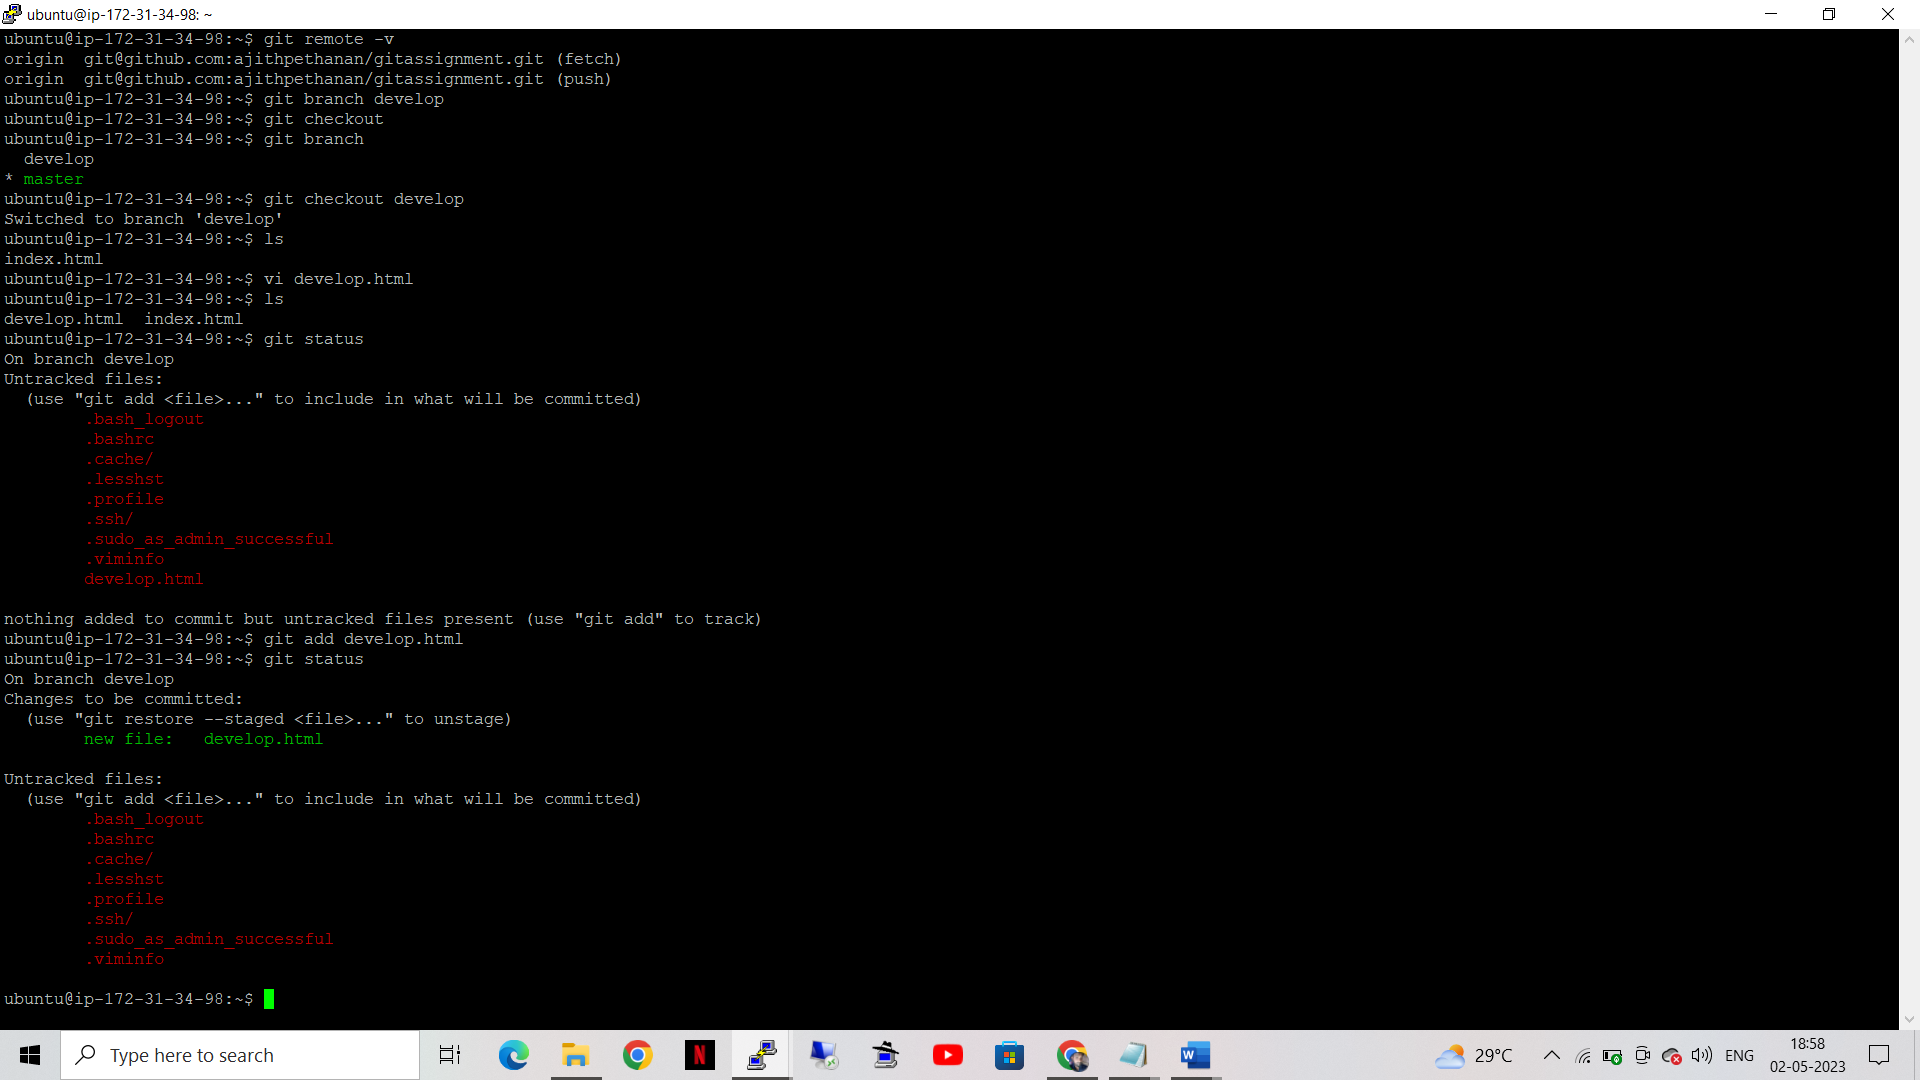 ubuntu@ip-172-31-34-98: ~
ubuntu@ip-172-31-34-98:~$ git remote -v
origin  git@github.com:ajithpethanan/gitassignment.git (fetch)
origin  git@github.com:ajithpethanan/gitassignment.git (push)
ubuntu@ip-172-31-34-98:~$ git branch develop
ubuntu@ip-172-31-34-98:~$ git checkout
ubuntu@ip-172-31-34-98:~$ git branch
  develop
* master
ubuntu@ip-172-31-34-98:~$ git checkout develop
Switched to branch 'develop'
ubuntu@ip-172-31-34-98:~$ ls
index.html
ubuntu@ip-172-31-34-98:~$ vi develop.html
ubuntu@ip-172-31-34-98:~$ ls
develop.html  index.html
ubuntu@ip-172-31-34-98:~$ git status
On branch develop
Untracked files:
  (use "git add <file>..." to include in what will be committed)
        .bash_logout
        .bashrc
        .cache/
        .lesshst
        .profile
        .ssh/
        .sudo_as_admin_successful
        .viminfo
        develop.html

nothing added to commit but untracked files present (use "git add" to track)
ubuntu@ip-172-31-34-98:~$ git add develop.html
ubuntu@ip-172-31-34-98:~$ git status
On branch develop
Changes to be committed:
  (use "git restore --staged <file>..." to unstage)
        new file:   develop.html

Untracked files:
  (use "git add <file>..." to include in what will be committed)
        .bash_logout
        .bashrc
        .cache/
        .lesshst
        .profile
        .ssh/
        .sudo_as_admin_successful
        .viminfo

ubuntu@ip-172-31-34-98:~$
Type here to search
N
W
29°C
ENG
18:58
02-05-2023